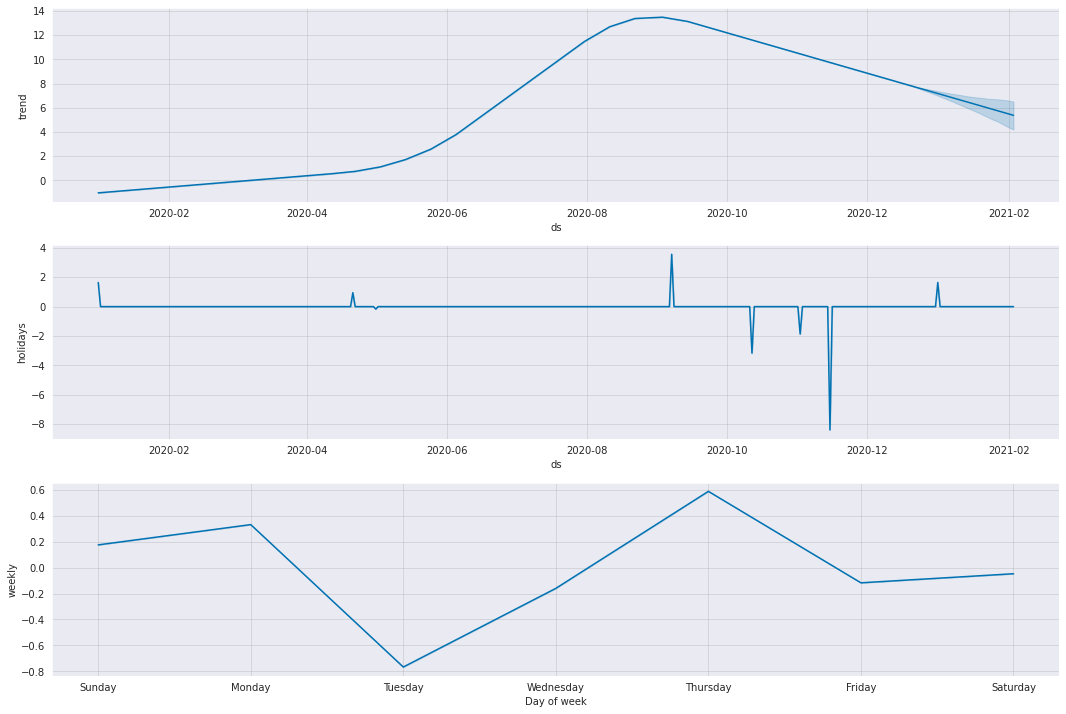 14
12
10
8
6
4
2
0
trend
2020-02 2020-04 2020-06 2020-08 2020-10 2020-12 2021-02
ds
4
2
0
−2
−4
−6
−8
holidays
2020-02 2020-04 2020-06 2020-08 2020-10 2020-12 2021-02
ds
0.6
0.4
0.2
0.0
−0.2
−0.4
−0.6
−0.8
weekly
Sunday Monday Tuesday Wednesday Thursday Friday Saturday
Day of week